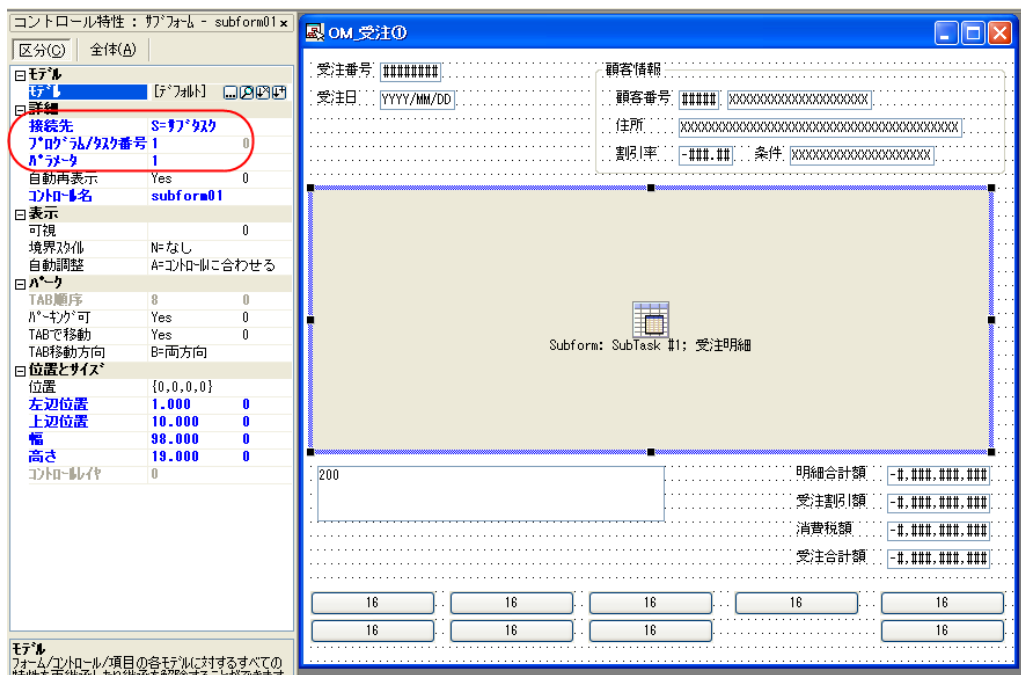 コントロール特性 : ｻﾌﾞﾌｫｰﾑ - subform01
区分(C) 全体(A)
ﾓﾃﾞﾙ
ﾓﾃﾞﾙ [ﾃﾞﾌｫﾙﾄ]
詳細
接続先 S=ｻﾌﾞﾀｽｸ
ﾌﾟﾛｸﾞﾗﾑ/ﾀｽｸ番号 1 0
ﾊﾟﾗﾒｰﾀ 1
自動再表示 Yes 0
ｺﾝﾄﾛｰﾙ名 subform01
表示
可視 0
境界ｽﾀｲﾙ N=なし
自動調整 A=ｺﾝﾄﾛｰﾙに合わせる
ﾊﾟｰｸ
TAB順序 8 0
ﾊﾟｰｷﾝｸﾞ可 Yes 0
TABで移動 Yes 0
TAB移動方向 B=両方向
位置とｻｲｽﾞ
位置 {0,0,0,0}
左辺位置 1.000 0
上辺位置 10.000 0
幅 98.000 0
高さ 19.000 0
ｺﾝﾄﾛｰﾙﾚｲﾔ 0
ﾓﾃﾞﾙ
ﾌｫｰﾑ/ｺﾝﾄﾛｰﾙ/項目の各ﾓﾃﾞﾙに対するすべての
OM_受注①
受注番号 ########
受注日 YYYY/MM/DD
顧客情報
顧客番号 ##### XXXXXXXXXXXXXXXXXXXX
住所 XXXXXXXXXXXXXXXXXXXXXXXXXXXXXXXXXXXXXXXX
割引率 -###.## 条件 XXXXXXXXXXXXXXXXXXXX
Subform: SubTask #1; 受注明細
200
明細合計額 -#,###,###,###
受注割引額 -#,###,###,###
消費税額 -#,###,###,###
受注合計額 -#,###,###,###
16 16 16 16 16
16 16 16 16